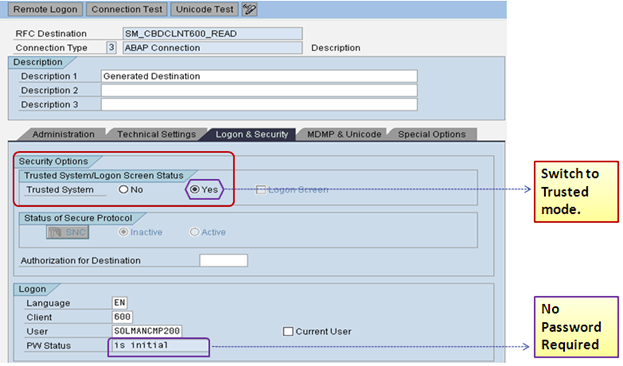 Remote Logon Connection Test Unicode Test
RFC Destination SM_CBDCLNT600_READ
Connection Type 3 ABAP Connection Description
Description
Description 1 Generated Destination
Description 2
Description 3
Administration Technical Settings Logon & Security MDMP & Unicode Special Options
Security Options
Trusted System/Logon Screen Status
Trusted System No Yes Logon Screen
Switch to
Trusted
mode.
Status of Secure Protocol
SNC Inactive Active
Authorization for Destination
Logon
Language EN
Client 600
User SOLMANCMP200 Current User
PW Status is initial
No
Password
Required